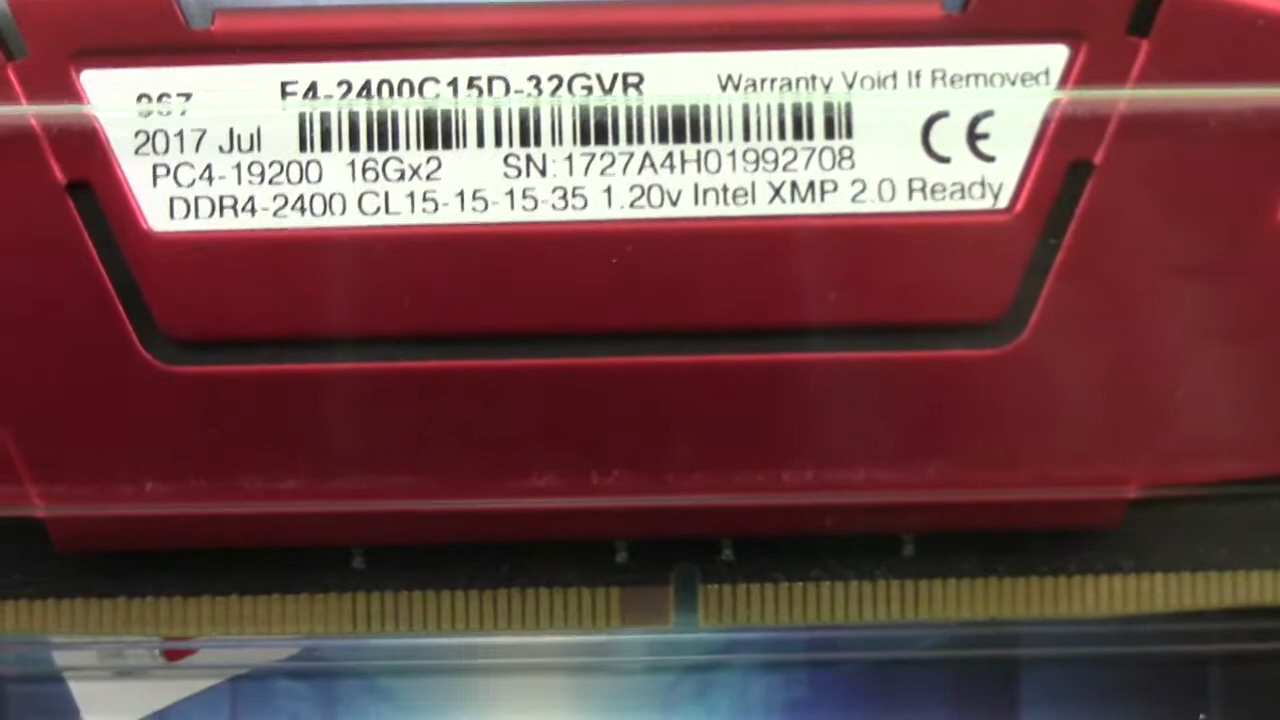 F4-2400C15D-32GVR Warranty Void If Removed
2017 Jul
PC4-19200 16Gx2 SN:1727A4H01992708
DDR4-2400 CL15-15-15-35 1.20v Intel XMP 2.0 Ready
CE